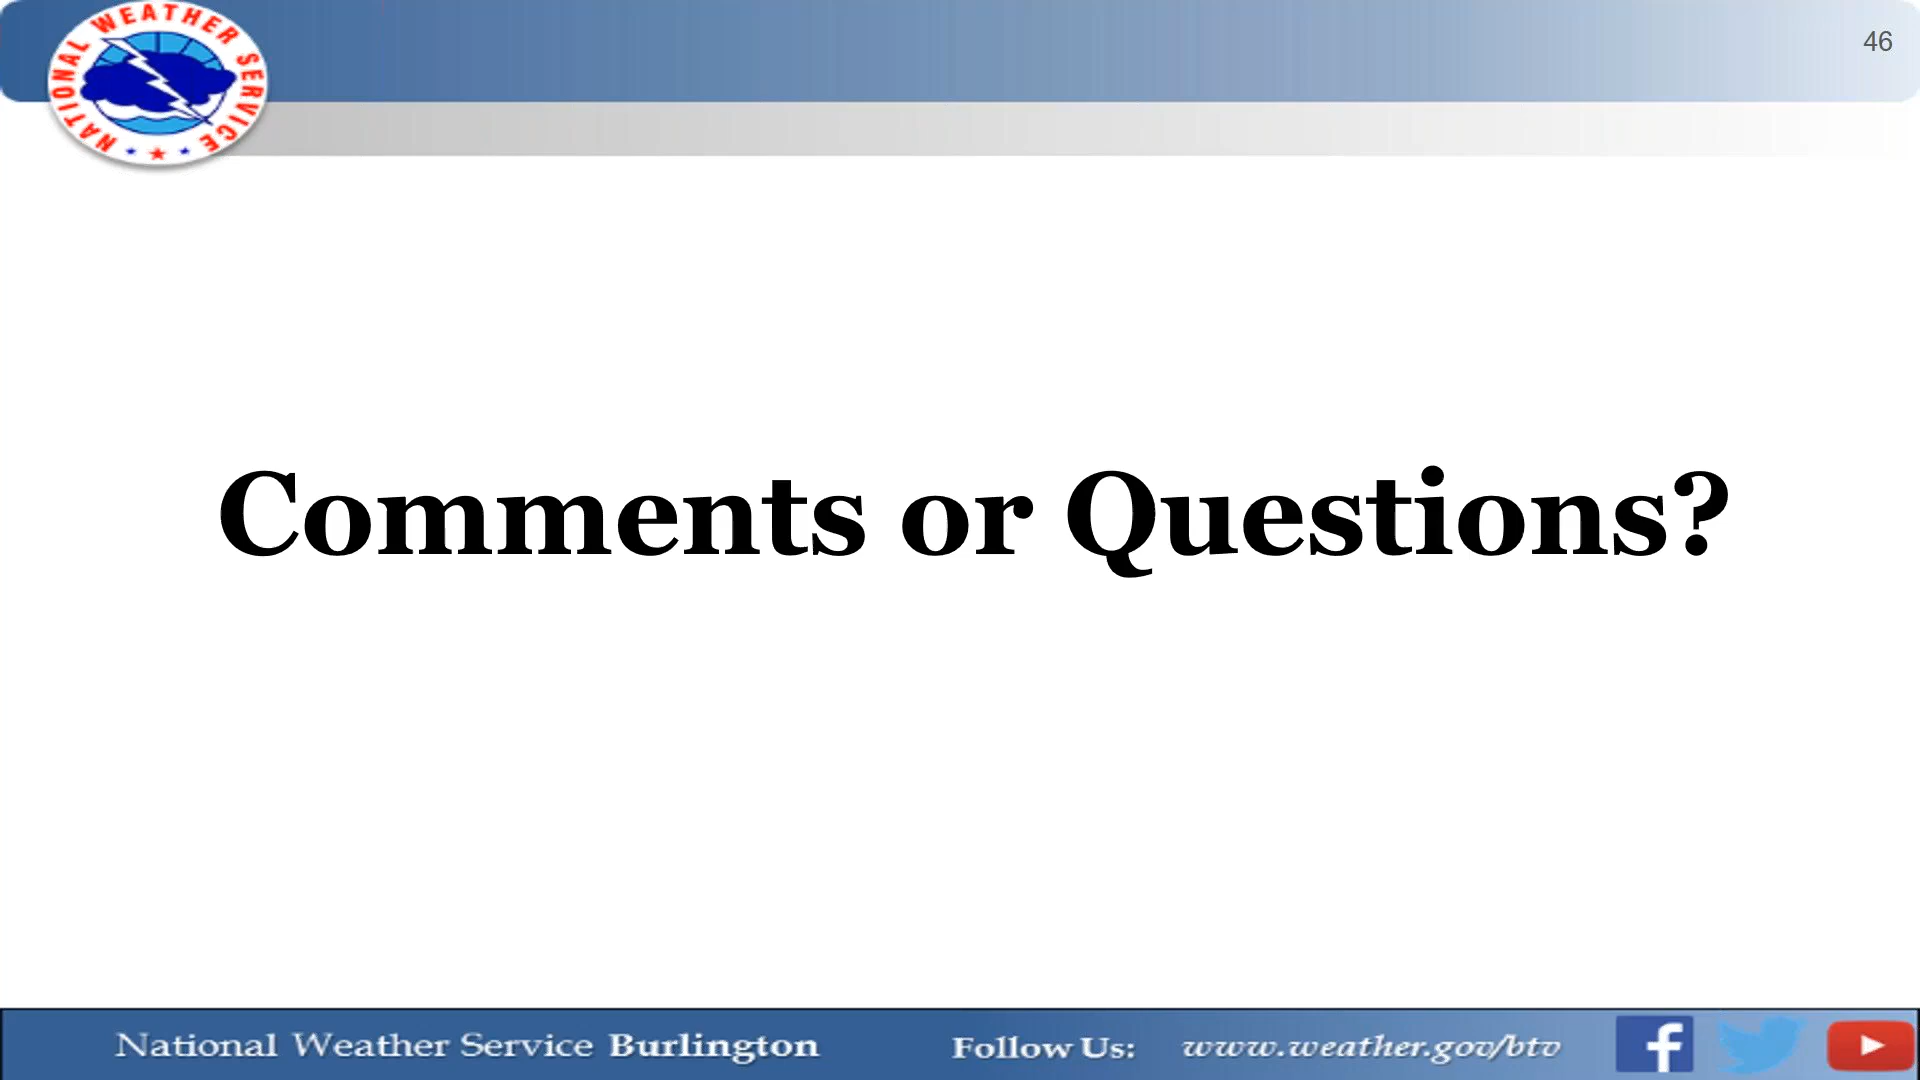 NATIONAL WEATHER SERVICE
46
Comments or Questions?
National Weather Service Burlington
Follow Us:
www.weather.gov/btv